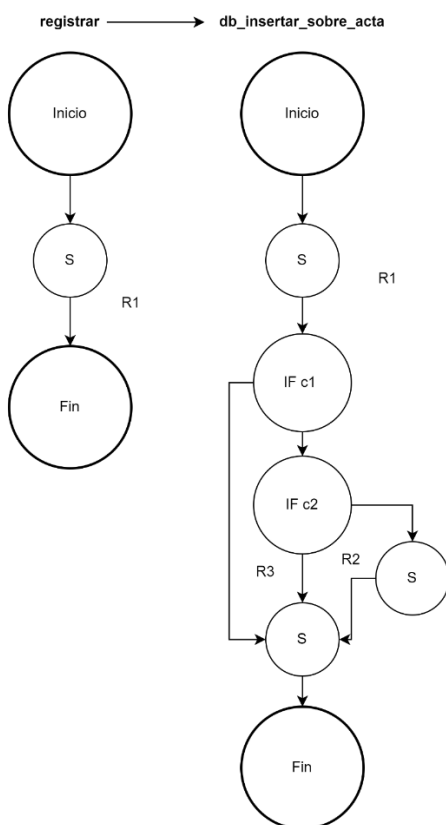 registrar
db_insertar_sobre_acta
Inicio
Inicio
S
S
R1
R1
IF c1
Fin
IF c2
R3
R2
S
S
Fin